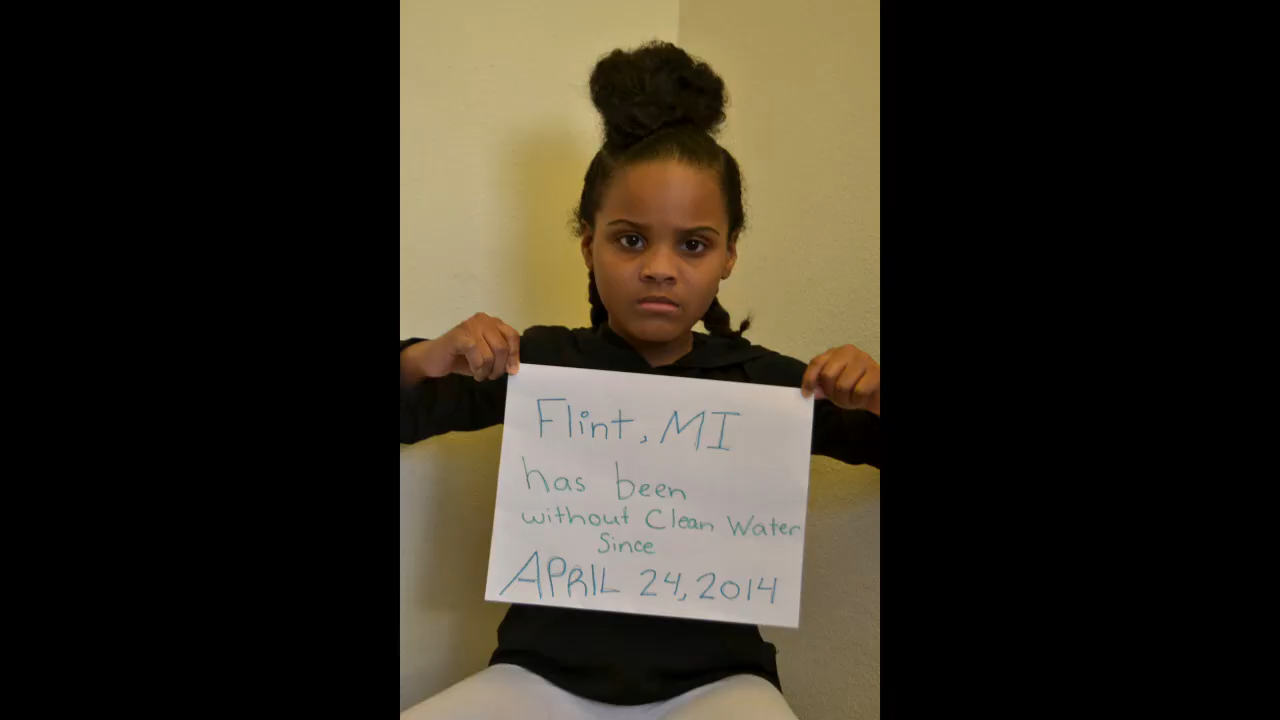 Flint, MI
has been
without Clean Water
Since
APRIL 24, 2014